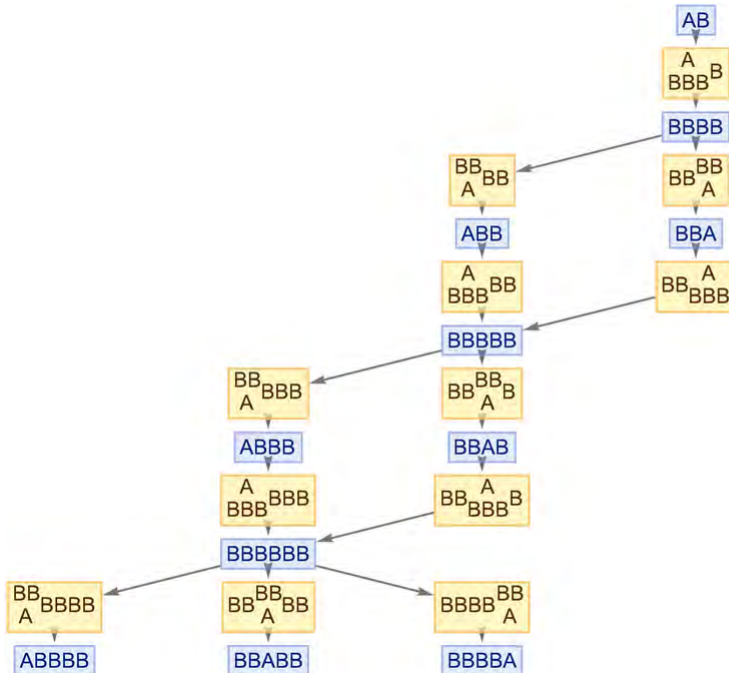 AB
A
BBB B
BBBB
BB BB
A
BB BB
A
ABB
BBA
A
BBB BB
BB A
BBB
BBBBB
BB BBB
A
BB BB B
A
ABBB
BBAB
A
BBB BBB
BB A B
BBB
BBBBBB
BB BBBB
A
BB BB BB
A
BBBB BB
A
ABBBB
BBABB
BBBBA